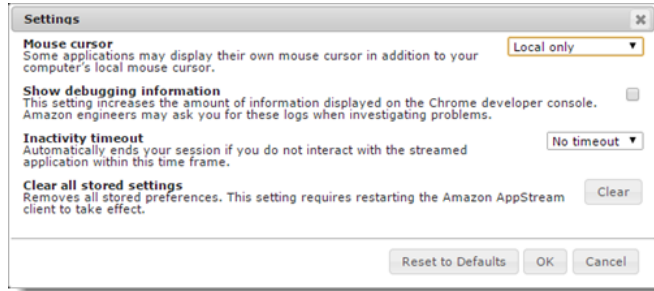 Settings
Mouse cursor
Some applications may display their own mouse cursor in addition to your
computer's local mouse cursor.
Local only
Show debugging information
This setting increases the amount of information displayed on the Chrome developer console.
Amazon engineers may ask you for these logs when investigating problems.
Inactivity timeout
Automatically ends your session if you do not interact with the streamed
application within this time frame.
No timeout
Clear all stored settings
Removes all stored preferences. This setting requires restarting the Amazon AppStream
client to take effect.
Clear
Reset to Defaults OK Cancel